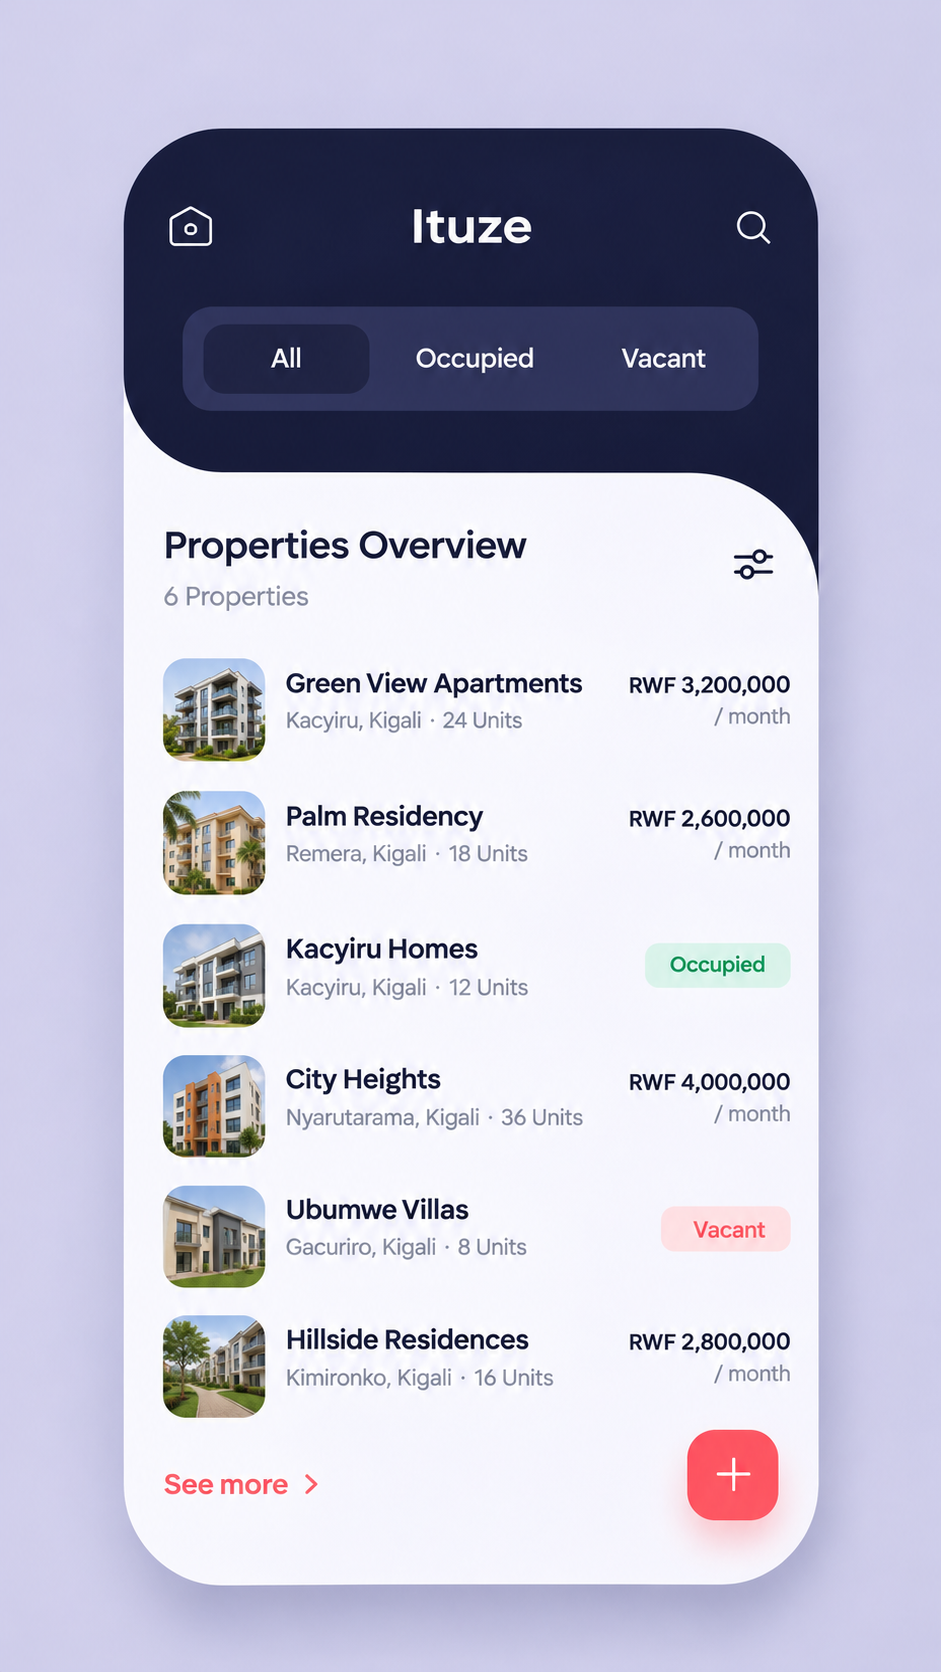 Ituze
All Occupied Vacant
Properties Overview
6 Properties
Green View Apartments RWF 3,200,000
Kacyiru, Kigali · 24 Units / month
Palm Residency RWF 2,600,000
Remera, Kigali · 18 Units / month
Kacyiru Homes Occupied
Kacyiru, Kigali · 12 Units
City Heights RWF 4,000,000
Nyarutarama, Kigali · 36 Units / month
Ubumwe Villas Vacant
Gacuriro, Kigali · 8 Units
Hillside Residences RWF 2,800,000
Kimironko, Kigali · 16 Units / month
See more